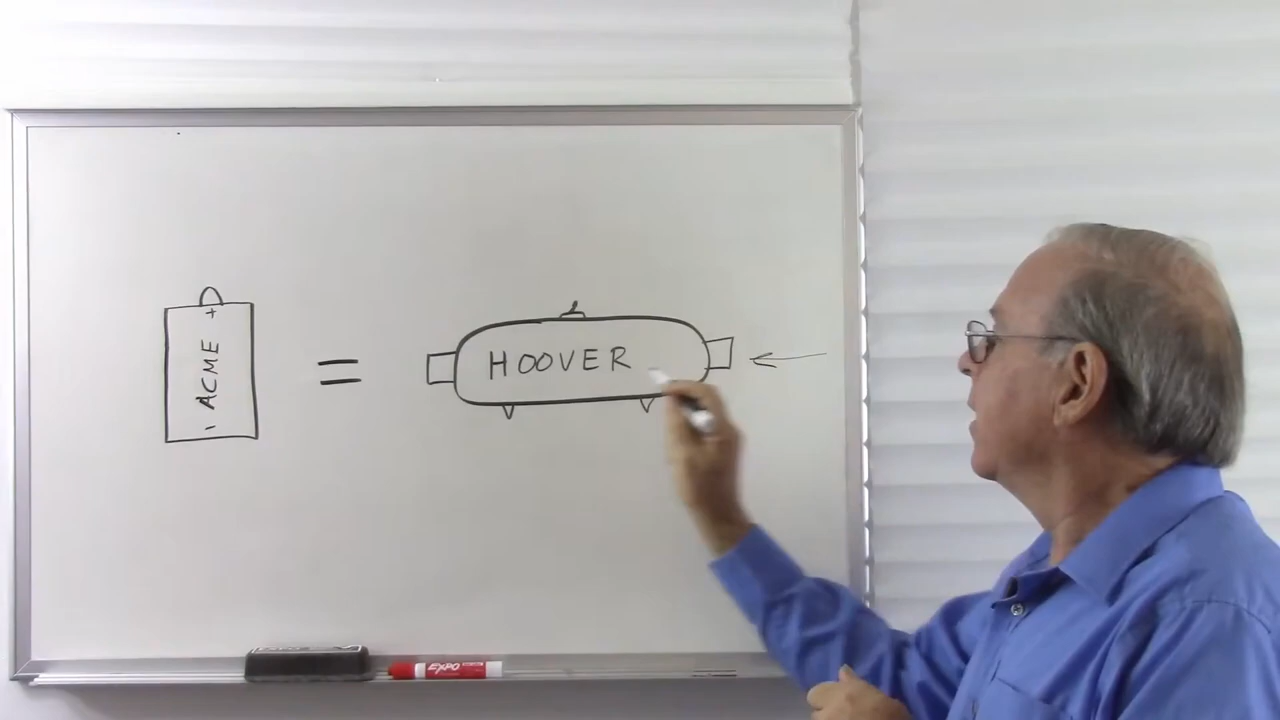 +
ACME
-
=
HOOVER
EXPO